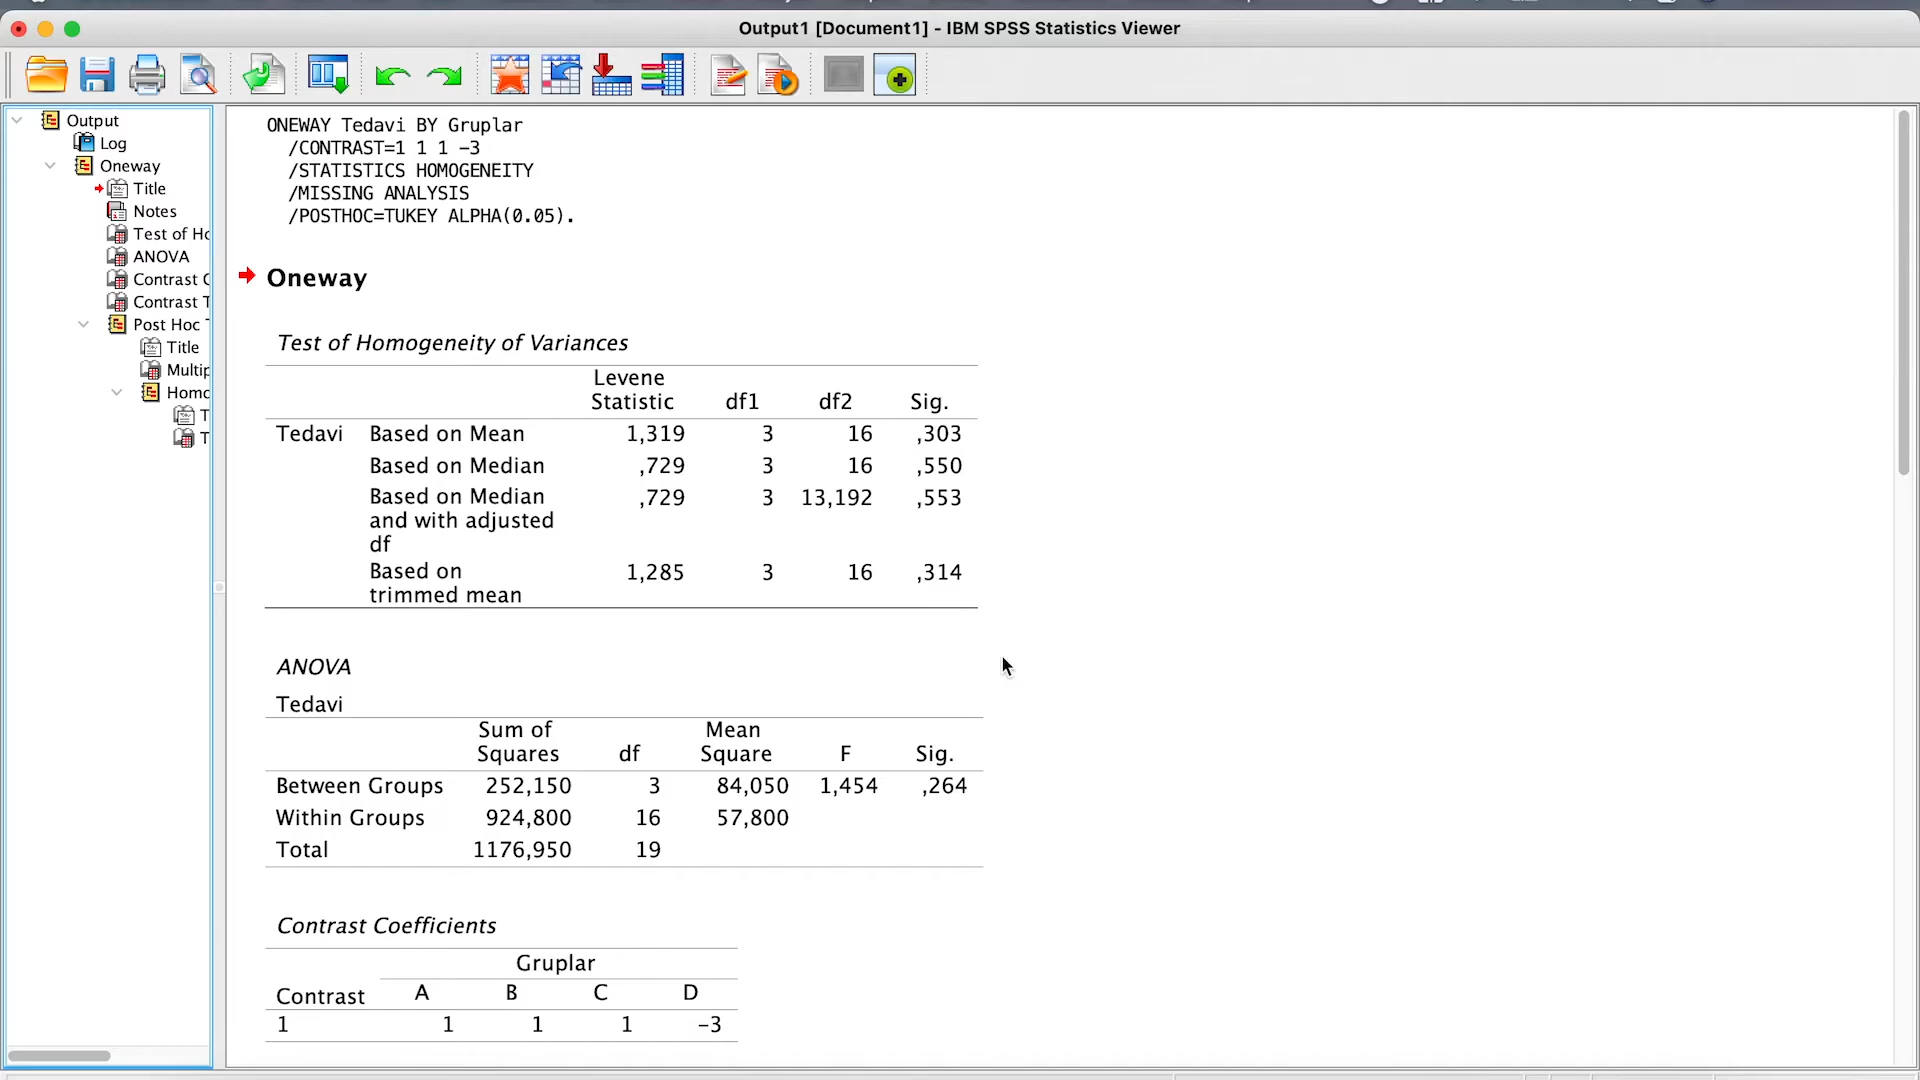 Output1 [Document1] - IBM SPSS Statistics Viewer
Output
Log
Oneway
Title
Notes
Test of Ho
ANOVA
Contrast C
Contrast T
Post Hoc T
Title
Multip
Homo
T
T
ONEWAY Tedavi BY Gruplar
/CONTRAST=1 1 1 -3
/STATISTICS HOMOGENEITY
/MISSING ANALYSIS
/POSTHOC=TUKEY ALPHA(0.05).
Oneway
Test of Homogeneity of Variances
Levene
Statistic df1 df2 Sig.
Tedavi Based on Mean 1,319 3 16 ,303
Based on Median ,729 3 16 ,550
Based on Median ,729 3 13,192 ,553
and with adjusted
df
Based on 1,285 3 16 ,314
trimmed mean
ANOVA
Tedavi
Sum of Mean
Squares df Square F Sig.
Between Groups 252,150 3 84,050 1,454 ,264
Within Groups 924,800 16 57,800
Total 1176,950 19
Contrast Coefficients
Gruplar
Contrast A B C D
1 1 1 1 -3